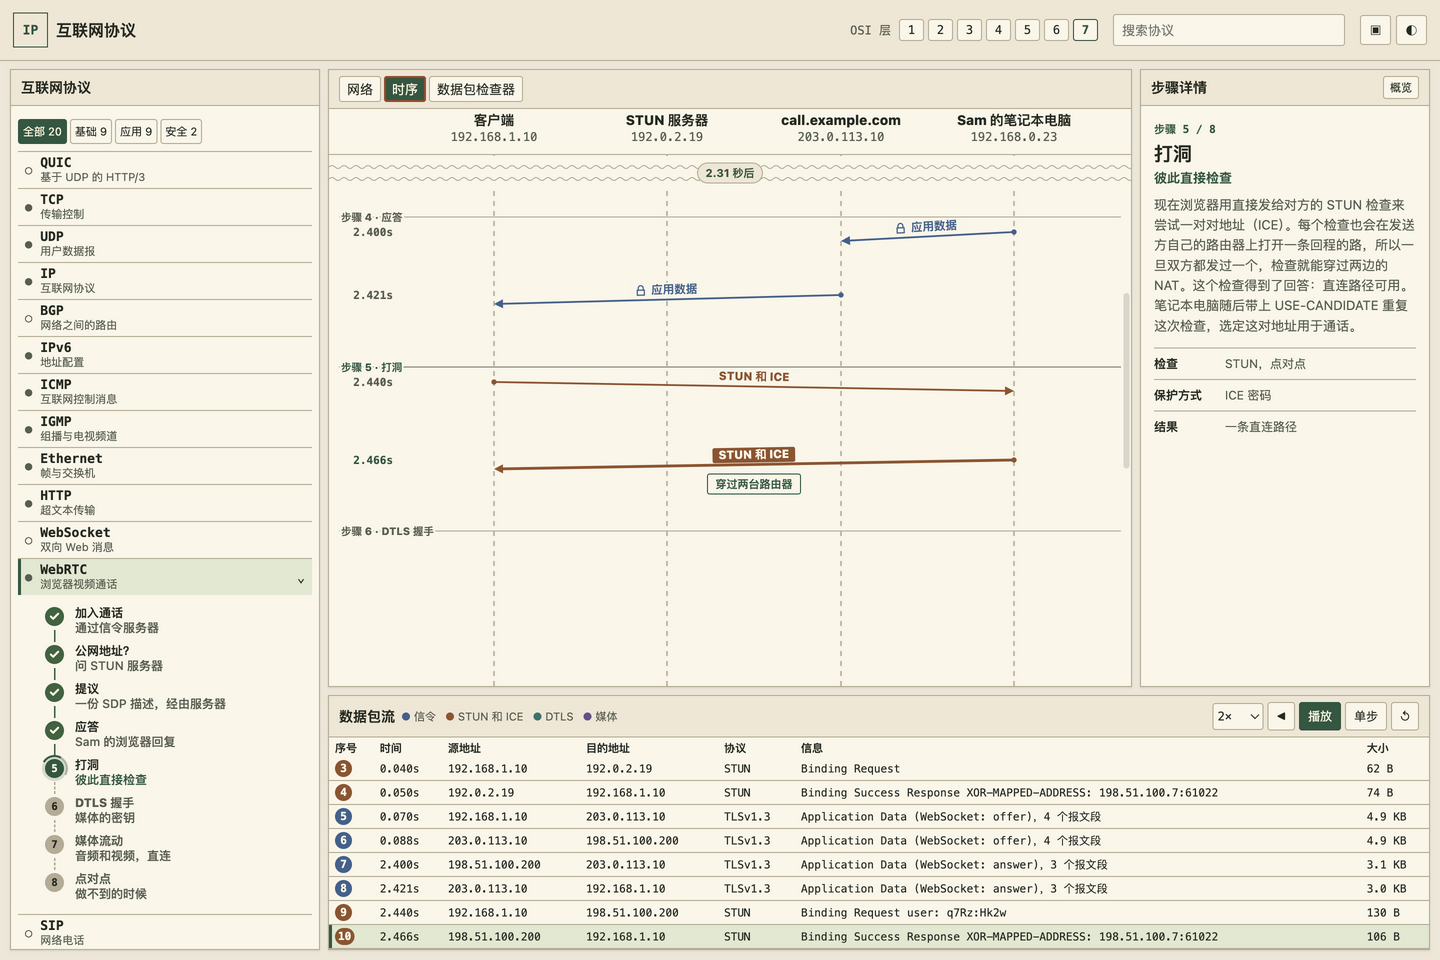 IP 互联网协议
OSI 层 1 2 3 4 5 6 7 搜索协议
互联网协议
全部 20 基础 9 应用 9 安全 2
QUIC
基于 UDP 的 HTTP/3
TCP
传输控制
UDP
用户数据报
IP
互联网协议
BGP
网络之间的路由
IPv6
地址配置
ICMP
互联网控制消息
IGMP
组播与电视频道
Ethernet
帧与交换机
HTTP
超文本传输
WebSocket
双向 Web 消息
WebRTC
浏览器视频通话
加入通话
通过信令服务器
公网地址?
问 STUN 服务器
提议
一份 SDP 描述，经由服务器
应答
Sam 的浏览器回复
5 打洞
彼此直接检查
6 DTLS 握手
媒体的密钥
7 媒体流动
音频和视频，直连
8 点对点
做不到的时候
SIP
网络电话
网络 时序 数据包检查器
客户端 STUN 服务器 call.example.com Sam 的笔记本电脑
192.168.1.10 192.0.2.19 203.0.113.10 192.168.0.23
2.31 秒后
步骤 4 · 应答
2.400s 应用数据
2.421s 应用数据
步骤 5 · 打洞
2.440s STUN 和 ICE
2.466s STUN 和 ICE
穿过两台路由器
步骤 6 · DTLS 握手
步骤详情 概览
步骤 5 / 8
打洞
彼此直接检查
现在浏览器用直接发给对方的 STUN 检查来
尝试一对对地址（ICE）。每个检查也会在发送
方自己的路由器上打开一条回程的路，所以一
旦双方都发过一个，检查就能穿过两边的
NAT。这个检查得到了回答：直连路径可用。
笔记本电脑随后带上 USE-CANDIDATE 重复
这次检查，选定这对地址用于通话。
检查 STUN，点对点
保护方式 ICE 密码
结果 一条直连路径
数据包流 信令 STUN 和 ICE DTLS 媒体 2× 播放 单步
序号 时间 源地址 目的地址 协议 信息 大小
3 0.040s 192.168.1.10 192.0.2.19 STUN Binding Request 62 B
4 0.050s 192.0.2.19 192.168.1.10 STUN Binding Success Response XOR-MAPPED-ADDRESS: 198.51.100.7:61022 74 B
5 0.070s 192.168.1.10 203.0.113.10 TLSv1.3 Application Data (WebSocket: offer), 4 个报文段 4.9 KB
6 0.088s 203.0.113.10 198.51.100.200 TLSv1.3 Application Data (WebSocket: offer), 4 个报文段 4.9 KB
7 2.400s 198.51.100.200 203.0.113.10 TLSv1.3 Application Data (WebSocket: answer), 3 个报文段 3.1 KB
8 2.421s 203.0.113.10 192.168.1.10 TLSv1.3 Application Data (WebSocket: answer), 3 个报文段 3.0 KB
9 2.440s 192.168.1.10 198.51.100.200 STUN Binding Request user: q7Rz:Hk2w 130 B
10 2.466s 198.51.100.200 192.168.1.10 STUN Binding Success Response XOR-MAPPED-ADDRESS: 198.51.100.7:61022 106 B